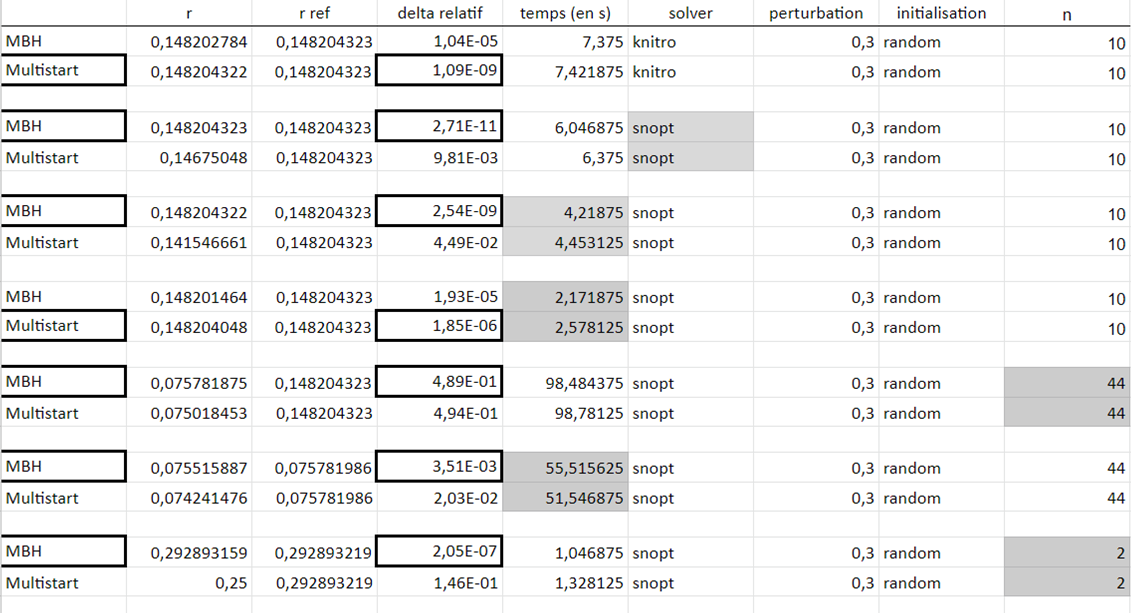 r r ref delta relatif temps (en s) solver perturbation initialisation n
MBH 0,148202784 0,148204323 1,04E-05 7,375 knitro 0,3 random 10
Multistart 0,148204322 0,148204323 1,09E-09 7,421875 knitro 0,3 random 10
MBH 0,148204323 0,148204323 2,71E-11 6,046875 snopt 0,3 random 10
Multistart 0,14675048 0,148204323 9,81E-03 6,375 snopt 0,3 random 10
MBH 0,148204322 0,148204323 2,54E-09 4,21875 snopt 0,3 random 10
Multistart 0,141546661 0,148204323 4,49E-02 4,453125 snopt 0,3 random 10
MBH 0,148201464 0,148204323 1,93E-05 2,171875 snopt 0,3 random 10
Multistart 0,148204048 0,148204323 1,85E-06 2,578125 snopt 0,3 random 10
MBH 0,075781875 0,148204323 4,89E-01 98,484375 snopt 0,3 random 44
Multistart 0,075018453 0,148204323 4,94E-01 98,78125 snopt 0,3 random 44
MBH 0,075515887 0,075781986 3,51E-03 55,515625 snopt 0,3 random 44
Multistart 0,074241476 0,075781986 2,03E-02 51,546875 snopt 0,3 random 44
MBH 0,292893159 0,292893219 2,05E-07 1,046875 snopt 0,3 random 2
Multistart 0,25 0,292893219 1,46E-01 1,328125 snopt 0,3 random 2